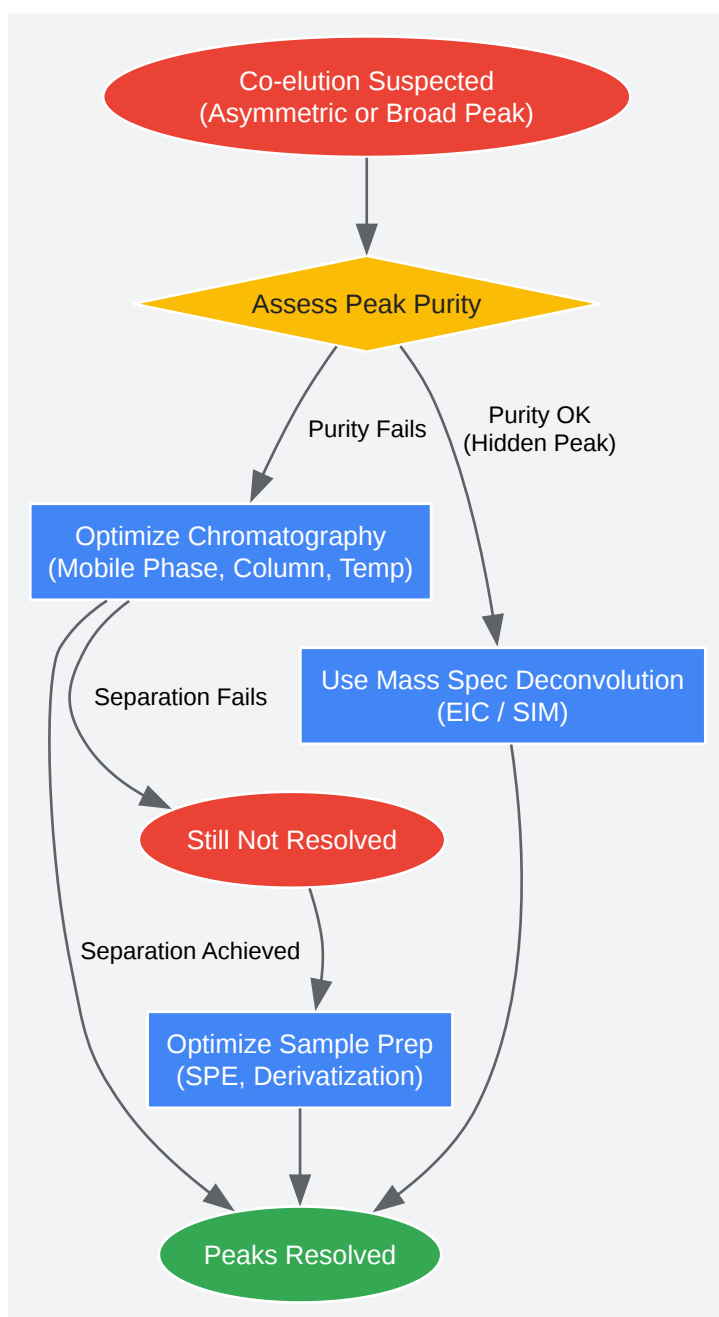 Co-elution Suspected
(Asymmetric or Broad Peak)
Assess Peak Purity
Purity Fails
Purity OK
(Hidden Peak)
Optimize Chromatography
(Mobile Phase, Column, Temp)
Use Mass Spec Deconvolution
(EIC / SIM)
Separation Fails
Still Not Resolved
Separation Achieved
Optimize Sample Prep
(SPE, Derivatization)
Peaks Resolved